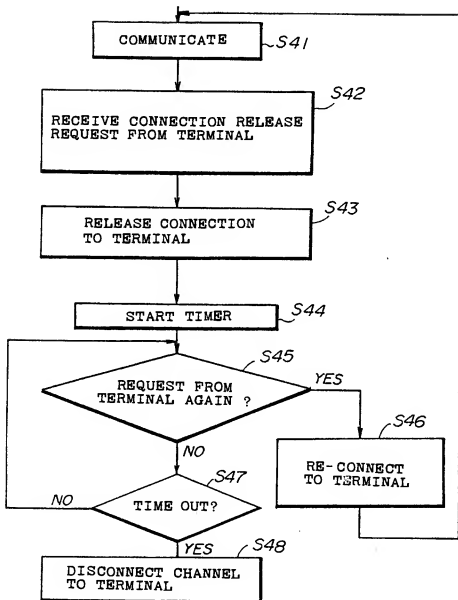 COMMUNICATE
S41
S42
RECEIVE CONNECTION RELEASE
REQUEST FROM TERMINAL
S43
RELEASE CONNECTION
TO TERMINAL
START TIMER
S44
S45
REQUEST FROM
TERMINAL AGAIN ?
YES
S46
NO
RE-CONNECT
TO TERMINAL
S47
NO
TIME OUT?
YES
S48
DISCONNECT CHANNEL
TO TERMINAL